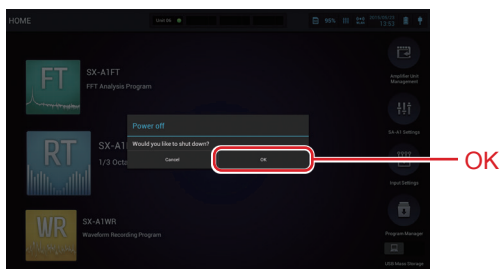 HOME
95%
FT
SX-A1FT
FFT Analysis Program
Amplifier Unit
Management
Power off
Would you like to shut down?
Cancel
OK
OK
SX-A1 Settings
RT
SX-A1
1/3 Octa
Input Settings
WR
SX-A1WR
Waveform Recording Program
Program Manager
USB Mass Storage